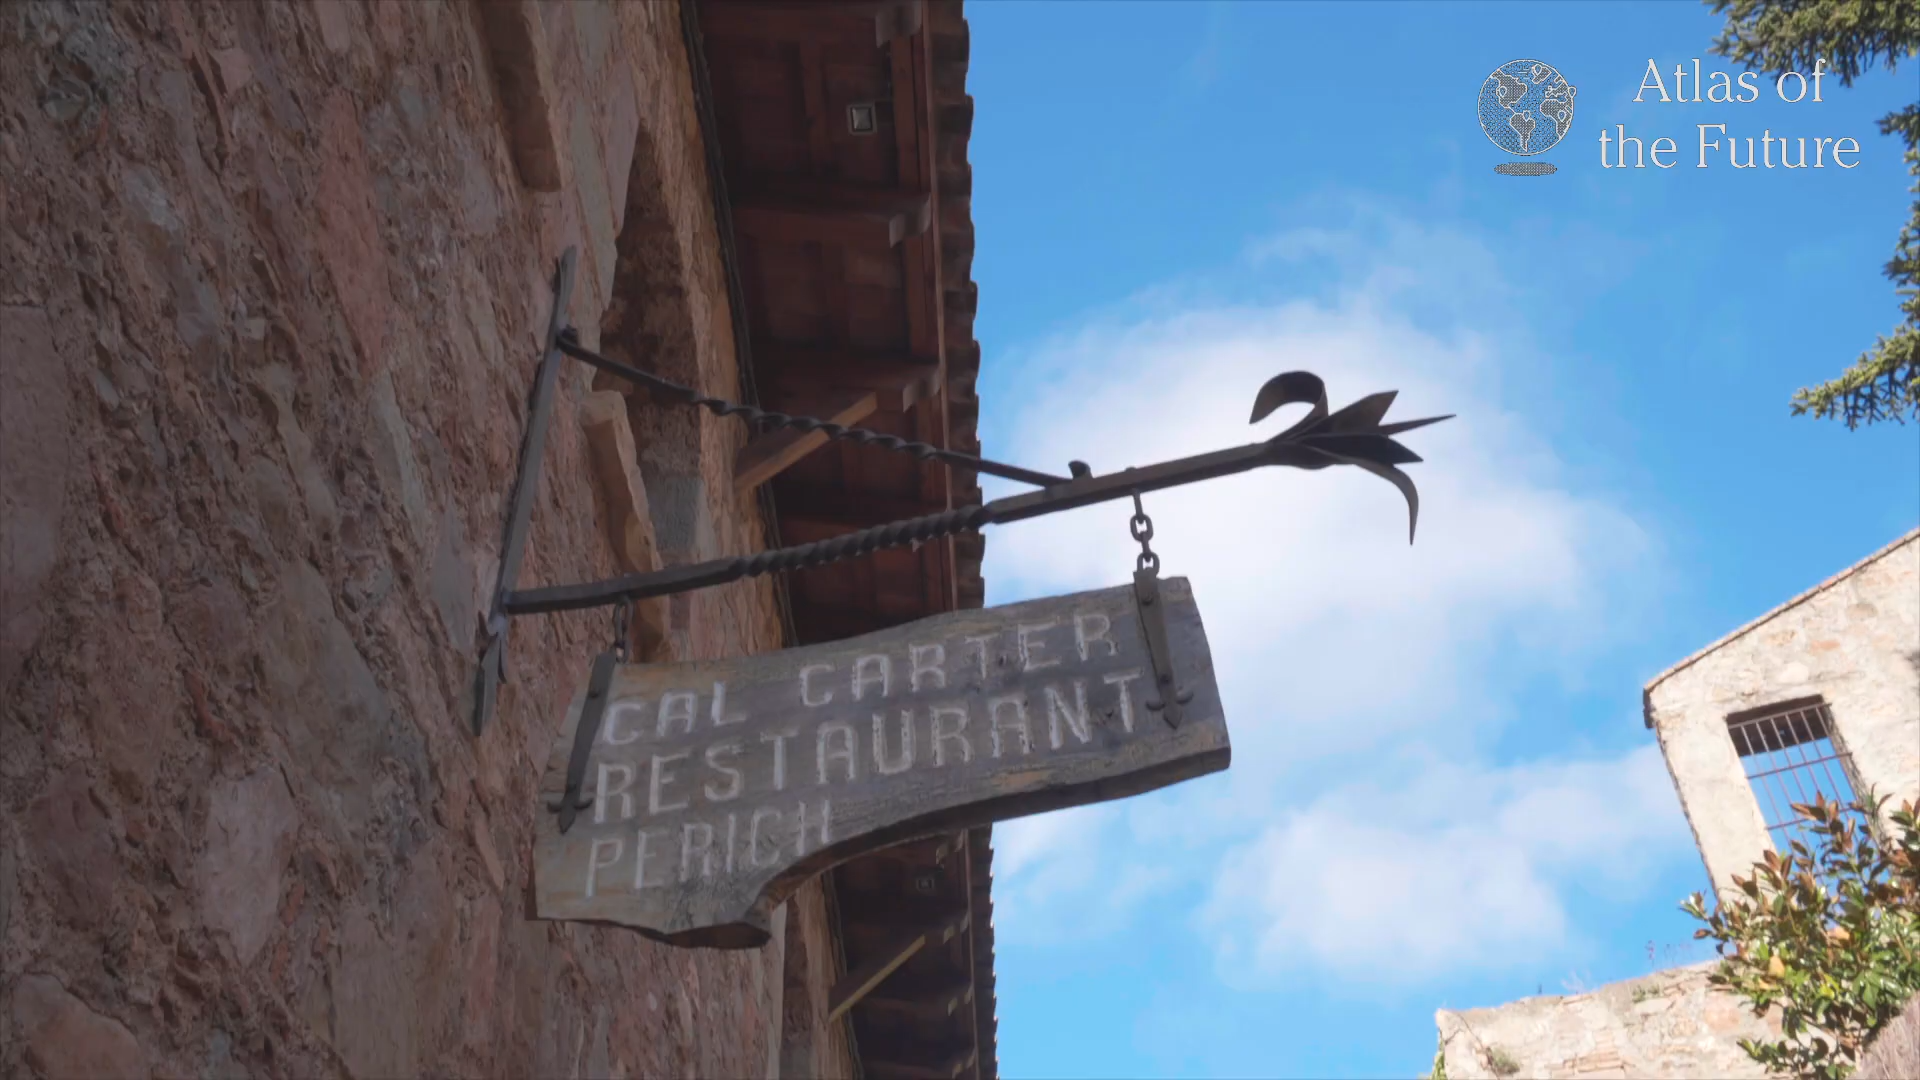 Atlas of
the Future
CAL CARTER
RESTAURANT
PERICH